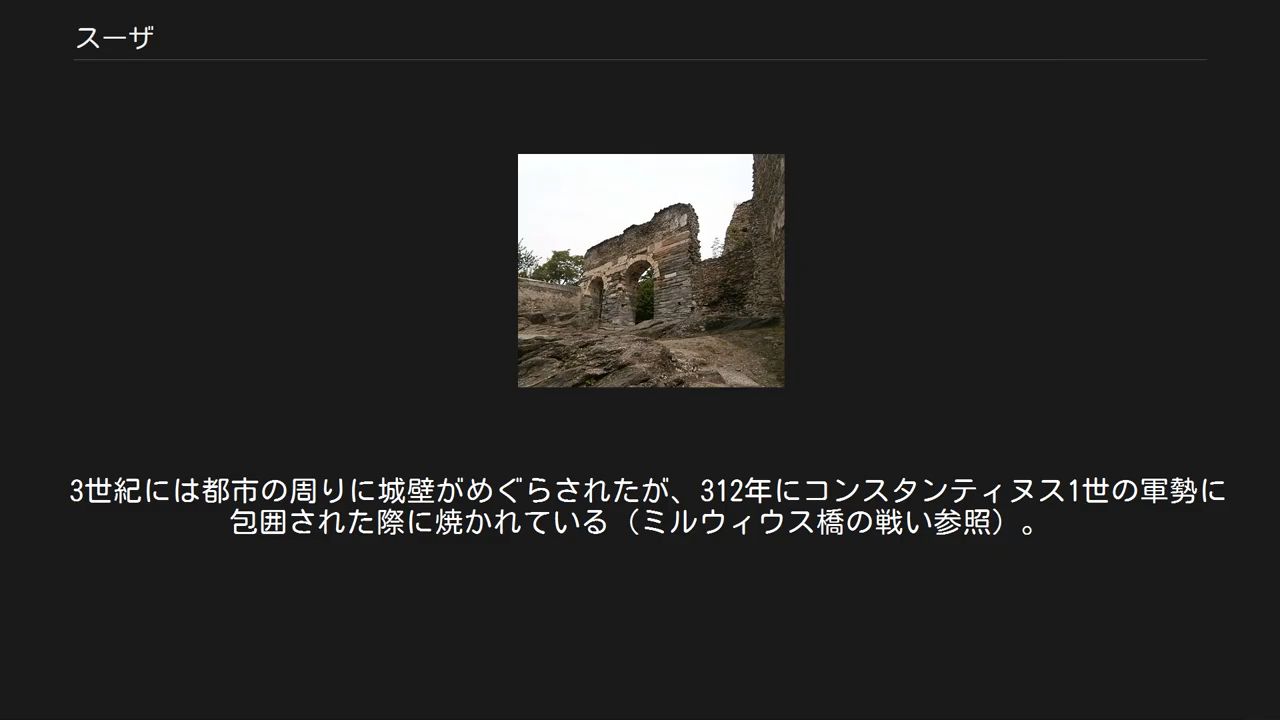 スーザ
3世紀には都市の周りに城壁がめぐらされたが、312年にコンスタンティヌス1世の軍勢に
包囲された際に焼かれている（ミルウィウス橋の戦い参照）。